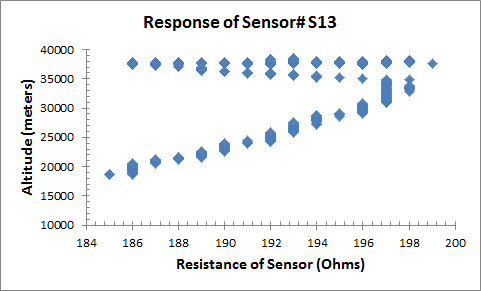 Response of Sensor# S13
Altitude (meters)
40000
35000
30000
25000
20000
15000
10000
184 186 188 190 192 194 196 198 200
Resistance of Sensor (Ohms)